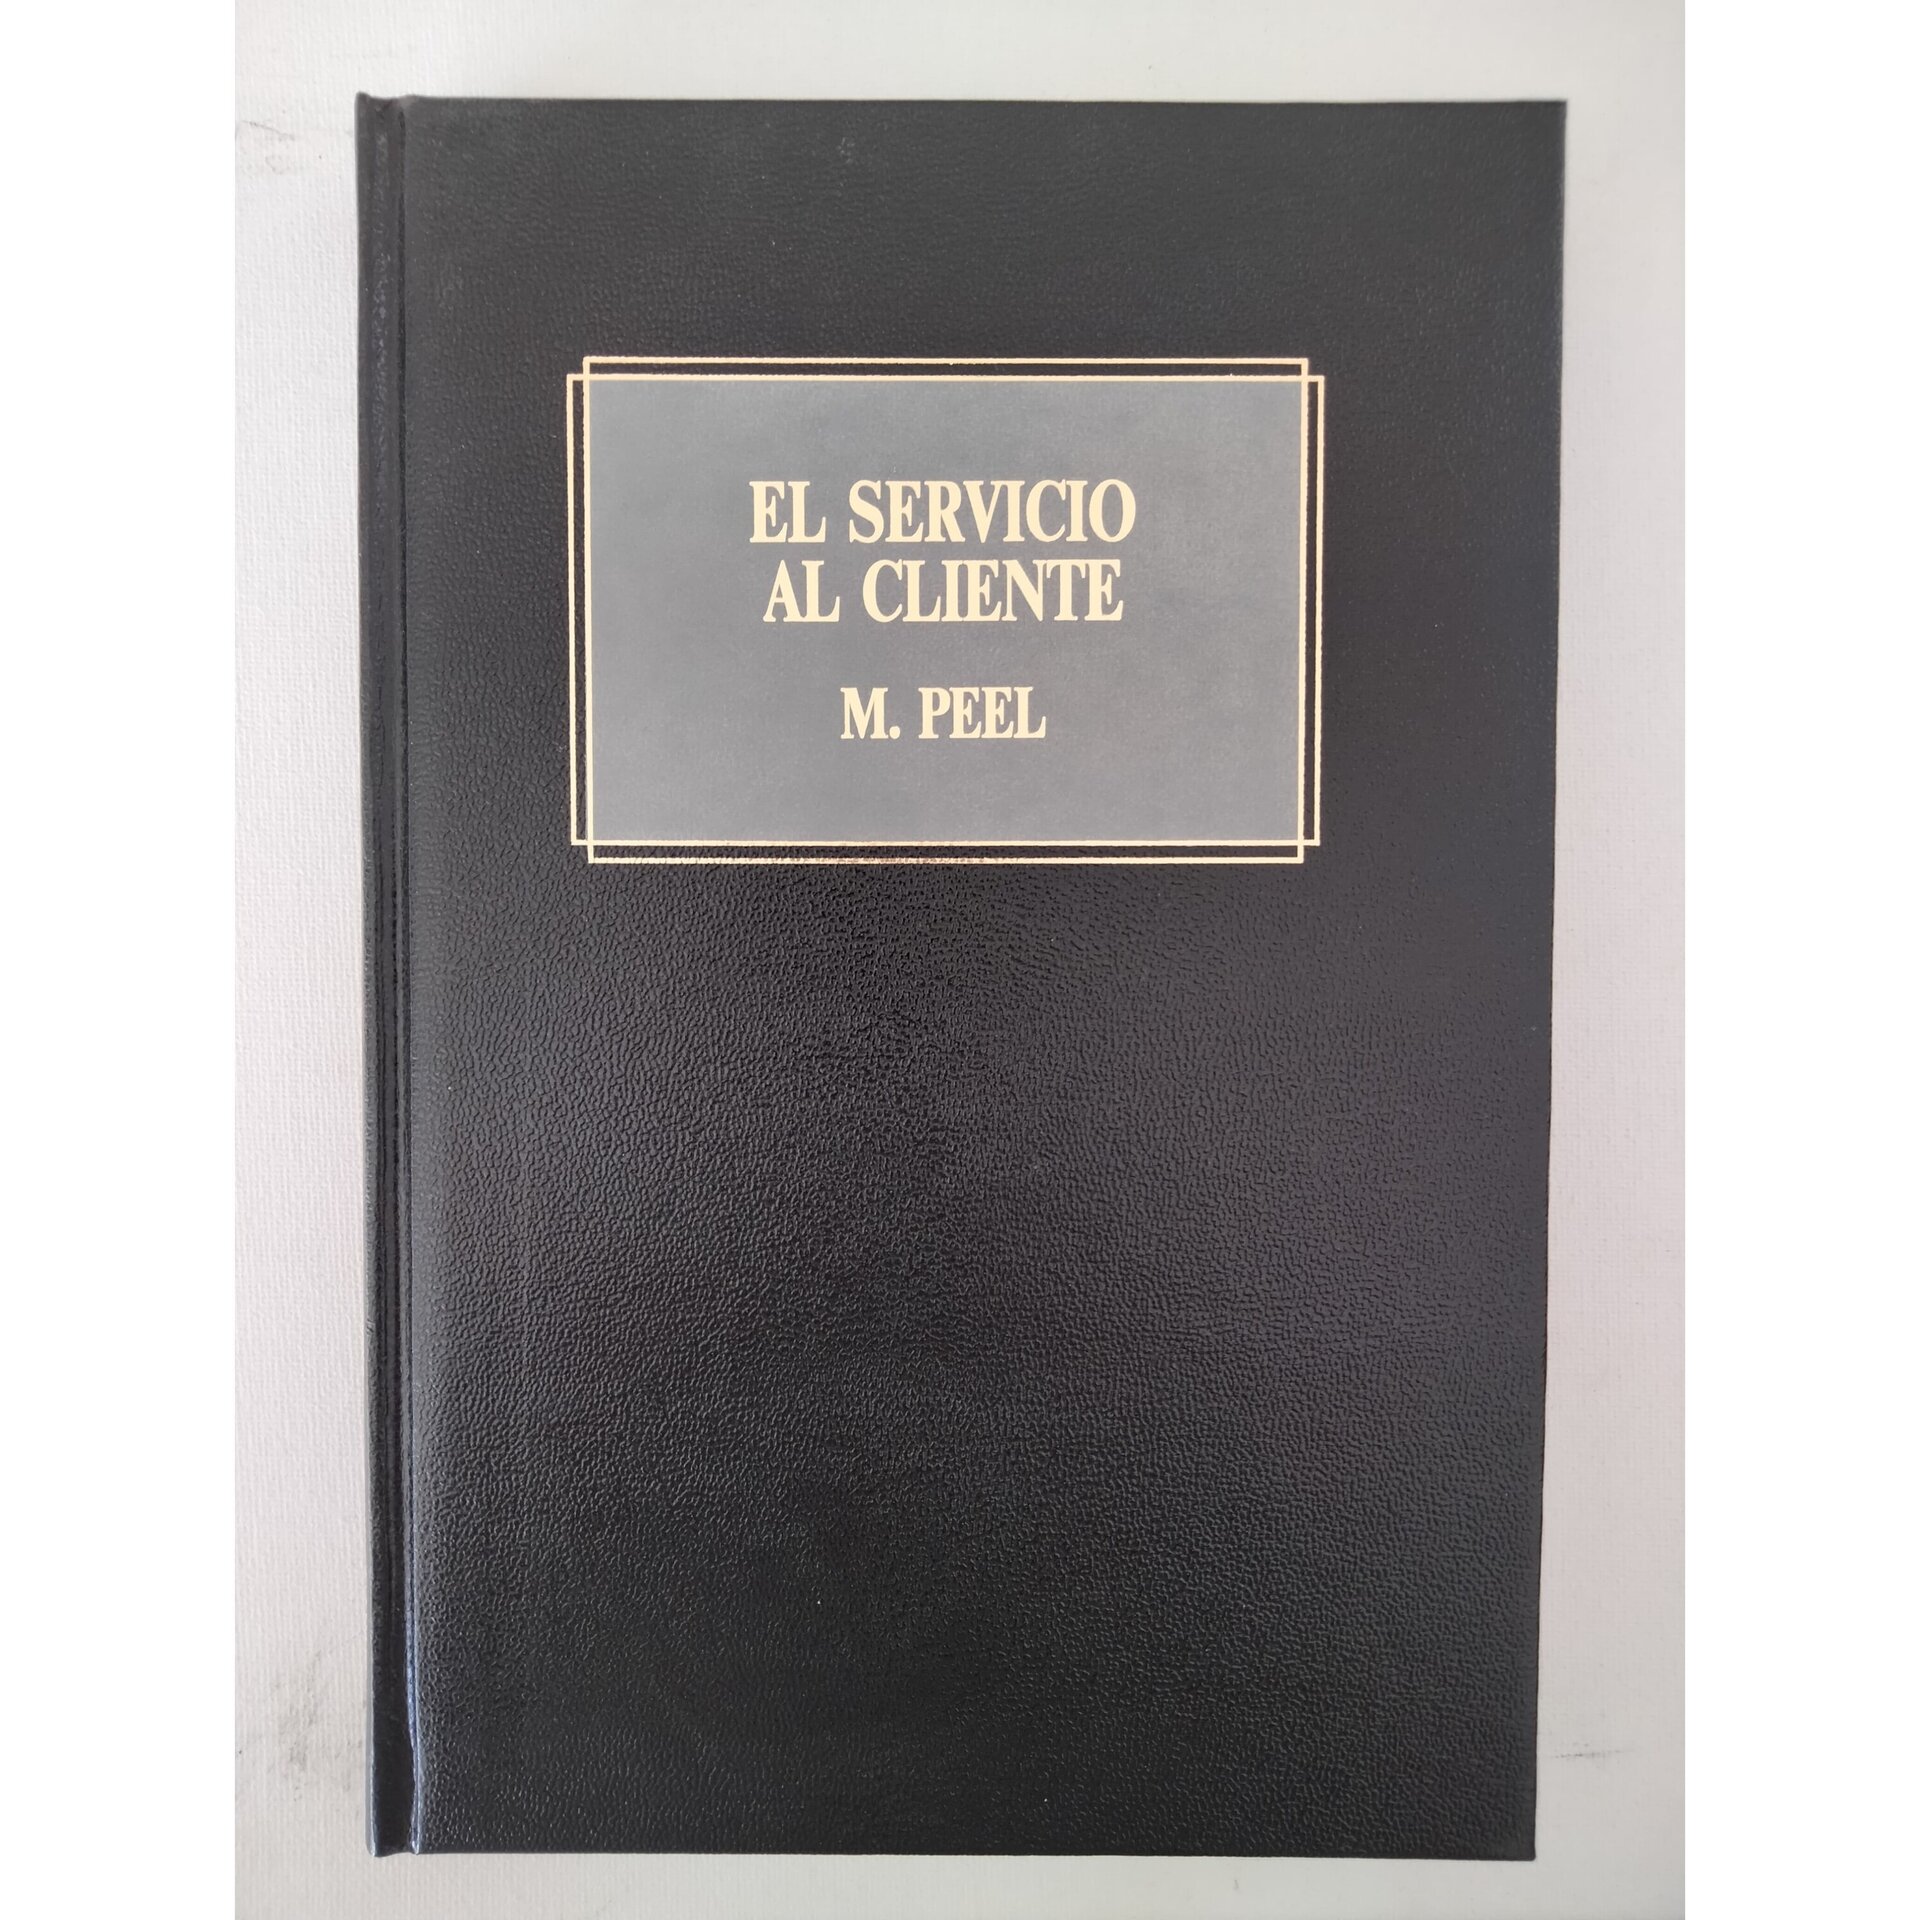 EL SERVICIO
AL CLIENTE
M. PEEL